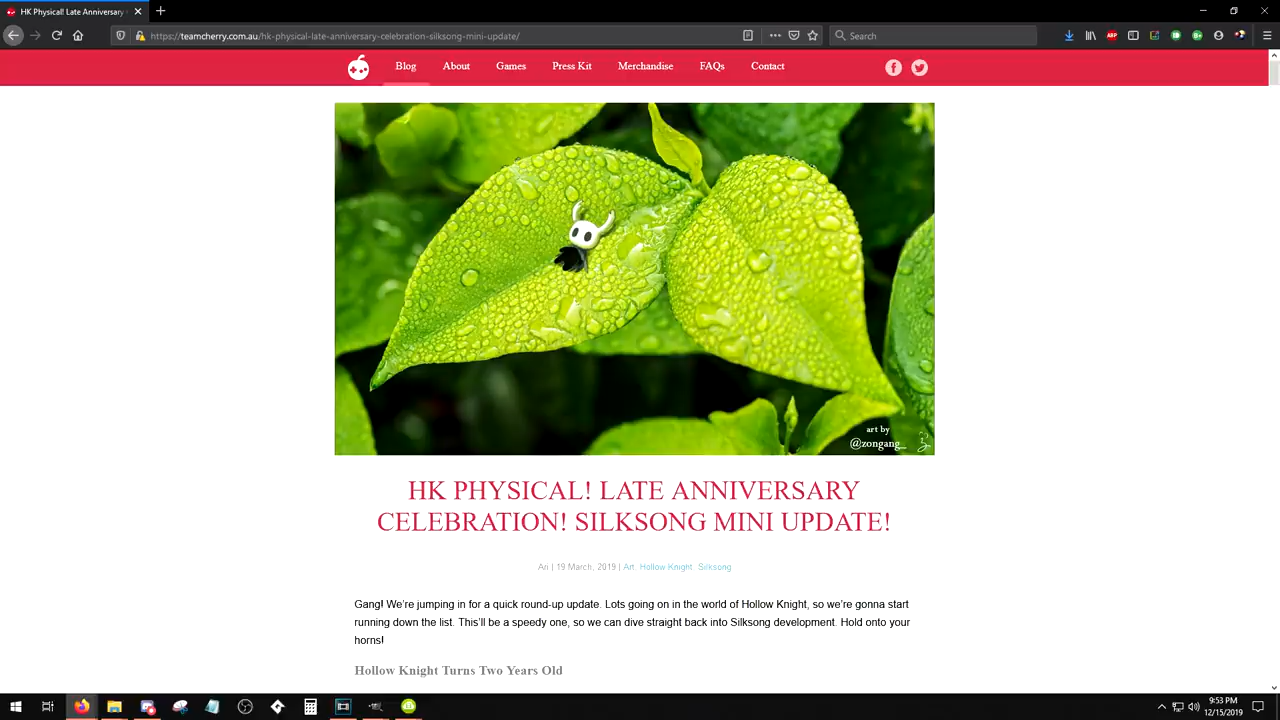 HK Physical! Late Anniversary
https://teamcherry.com.au/hk-physical-late-anniversary-celebration-silksong-mini-update/
Search
ABP
Blog About Games Press Kit Merchandise FAQs Contact
art by
@zongang_
HK PHYSICAL! LATE ANNIVERSARY
CELEBRATION! SILKSONG MINI UPDATE!
Ari | 19 March, 2019 | Art, Hollow Knight, Silksong
Gang! We're jumping in for a quick round-up update. Lots going on in the world of Hollow Knight, so we're gonna start
running down the list. This'll be a speedy one, so we can dive straight back into Silksong development. Hold onto your
horns!
Hollow Knight Turns Two Years Old
9:53 PM
12/15/2019